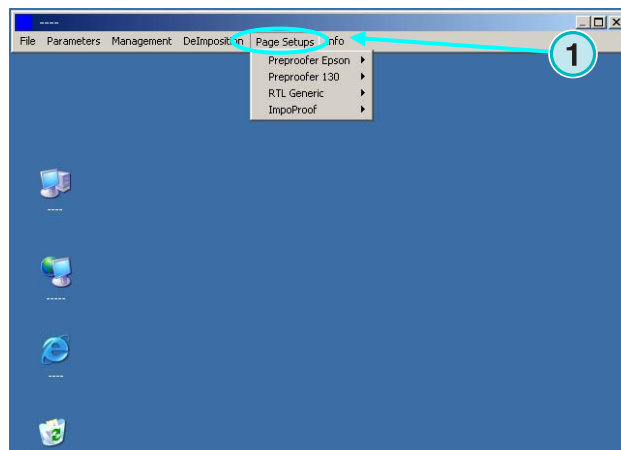 ----
File Parameters Management DeImposition Page Setups Info
1
Preproofer Epson
Preproofer 130
RTL Generic
ImpoProof
----
-----
----